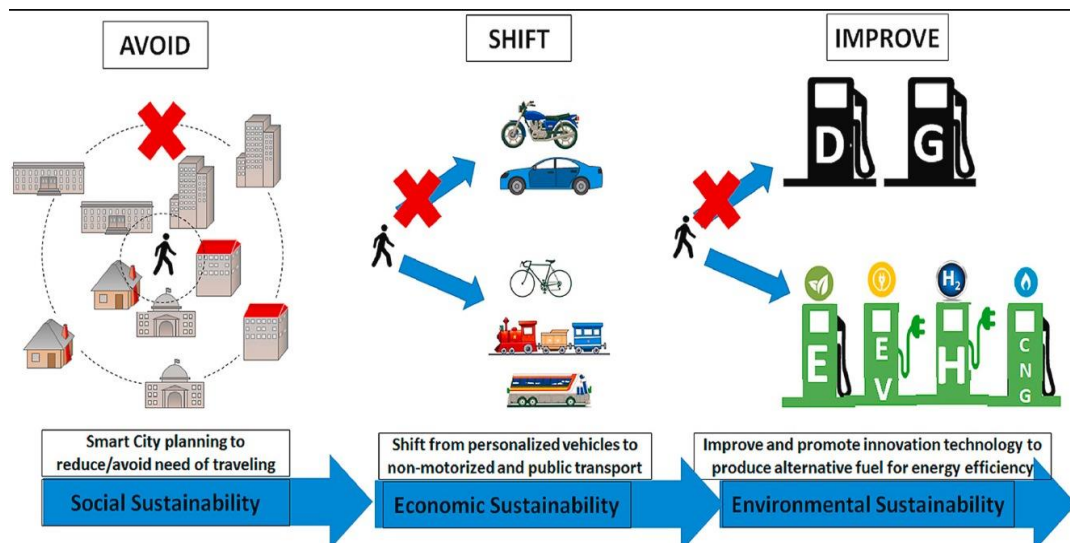 AVOID
SHIFT
IMPROVE
D
G
H₂
E
E
V
H
C
N
G
Smart City planning to
reduce/avoid need of traveling
Shift from personalized vehicles to
non-motorized and public transport
Improve and promote innovation technology to
produce alternative fuel for energy efficiency
Social Sustainability
Economic Sustainability
Environmental Sustainability